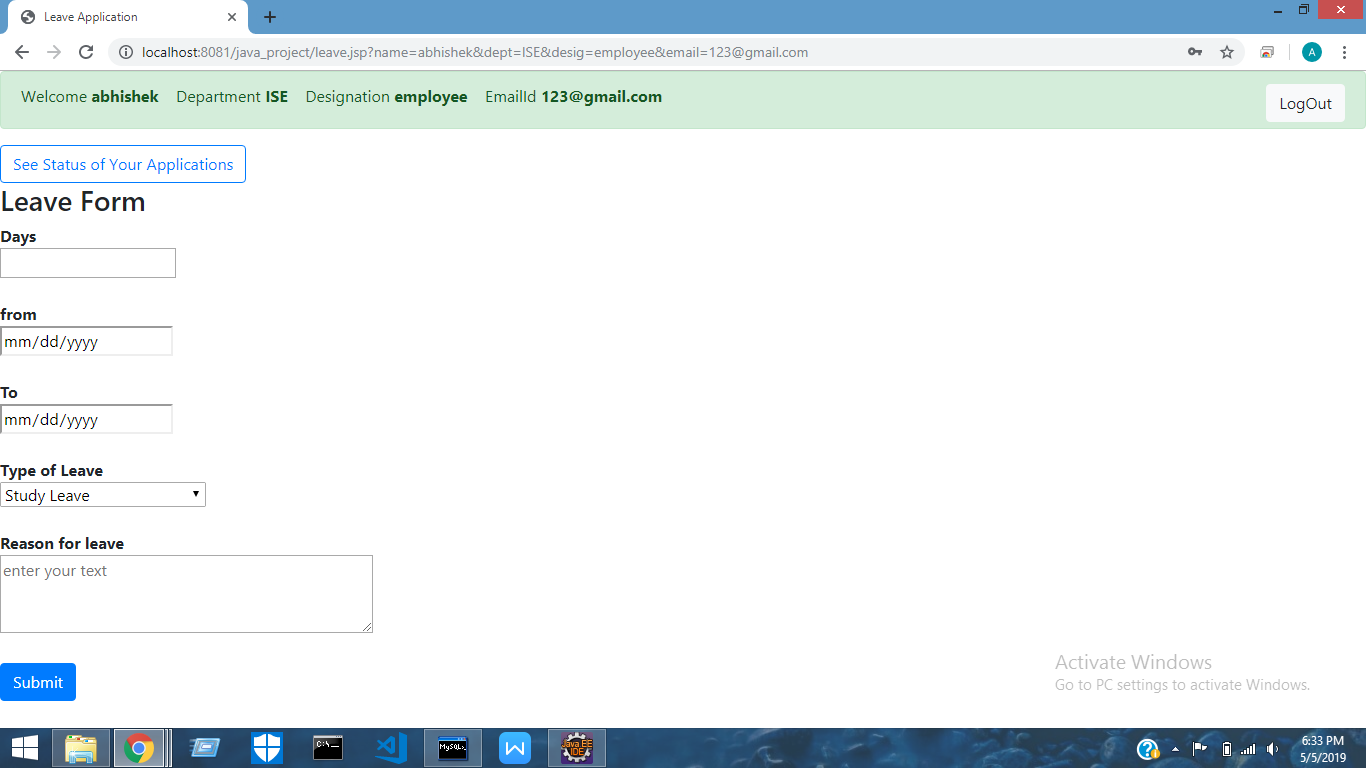 Leave Application
localhost:8081/java_project/leave.jsp?name=abhishek&dept=ISE&desig=employee&email=123@gmail.com
A
Welcome abhishek Department ISE Designation employee EmailId 123@gmail.com
LogOut
See Status of Your Applications
Leave Form
Days
from
mm/dd/yyyy
To
mm/dd/yyyy
Type of Leave
Study Leave
Reason for leave
enter your text
Submit
Activate Windows
Go to PC settings to activate Windows.
C:\_
MySQL
W
Java EE
IDE
6:33 PM
5/5/2019